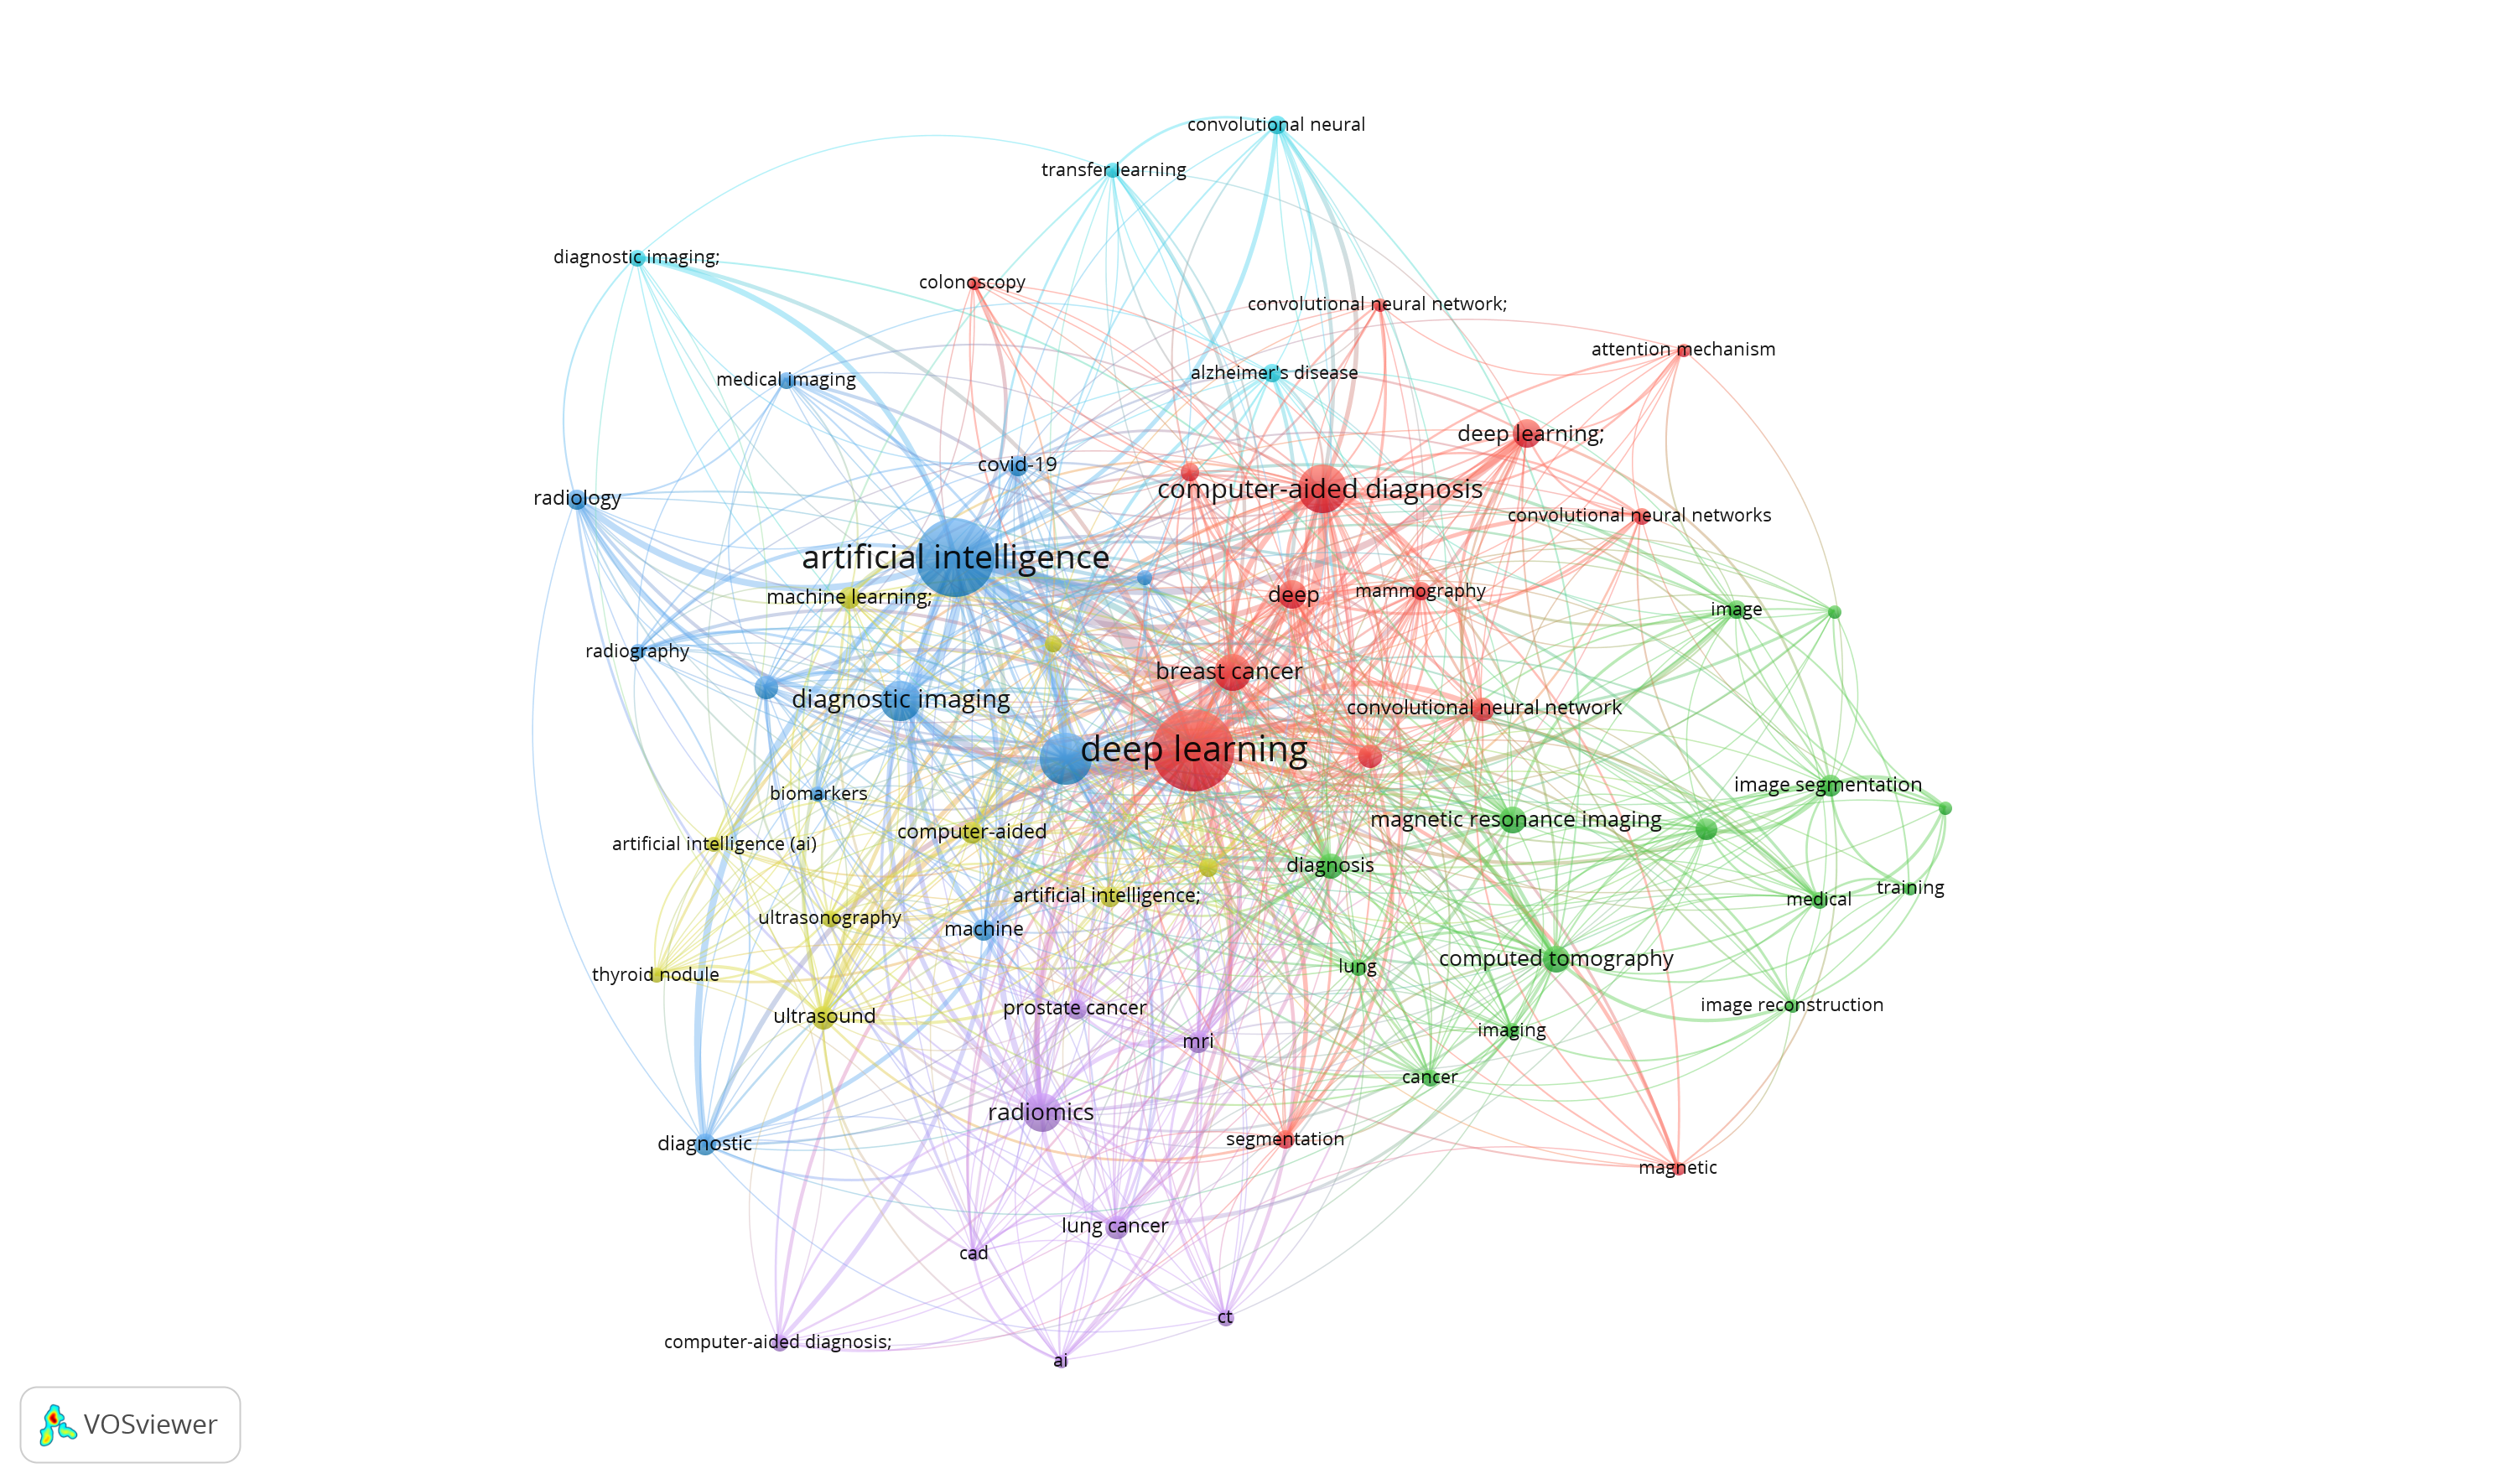 convolutional neural
transfer learning
diagnostic imaging;
colonoscopy
convolutional neural network;
attention mechanism
alzheimer's disease
medical imaging
deep learning;
covid-19
computer-aided diagnosis
radiology
convolutional neural networks
artificial intelligence
mammography
deep
machine learning;
image
radiography
breast cancer
diagnostic imaging
convolutional neural network
deep learning
image segmentation
biomarkers
magnetic resonance imaging
computer-aided
artificial intelligence (ai)
diagnosis
training
artificial intelligence;
medical
ultrasonography
machine
computed tomography
lung
thyroid nodule
image reconstruction
prostate cancer
ultrasound
imaging
mri
cancer
radiomics
segmentation
diagnostic
magnetic
lung cancer
cad
ct
computer-aided diagnosis;
ai
VOSviewer